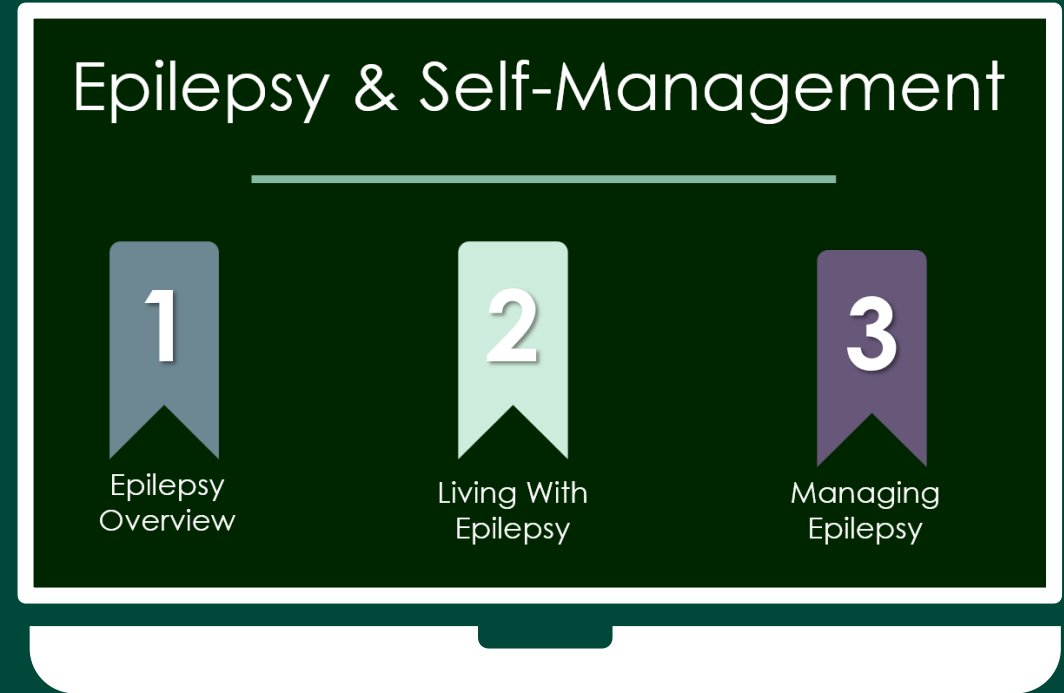 Epilepsy & Self-Management
1
2
3
Epilepsy
Overview
Living With
Epilepsy
Managing
Epilepsy